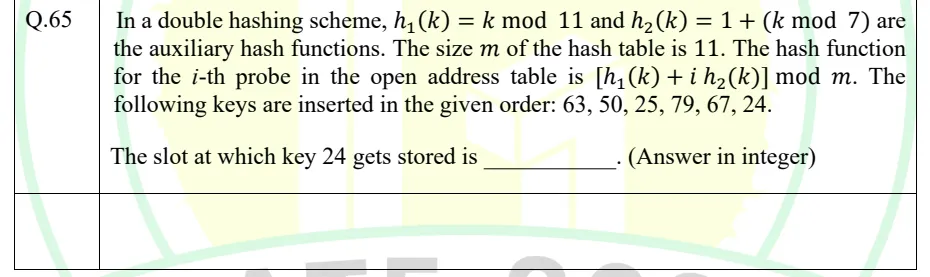 Q.65 In a double hashing scheme, h₁(k) = k mod 11 and h₂(k) = 1 + (k mod 7) are
the auxiliary hash functions. The size m of the hash table is 11. The hash function
for the i-th probe in the open address table is [h₁(k) + i h₂(k)] mod m. The
following keys are inserted in the given order: 63, 50, 25, 79, 67, 24.
The slot at which key 24 gets stored is ____________. (Answer in integer)